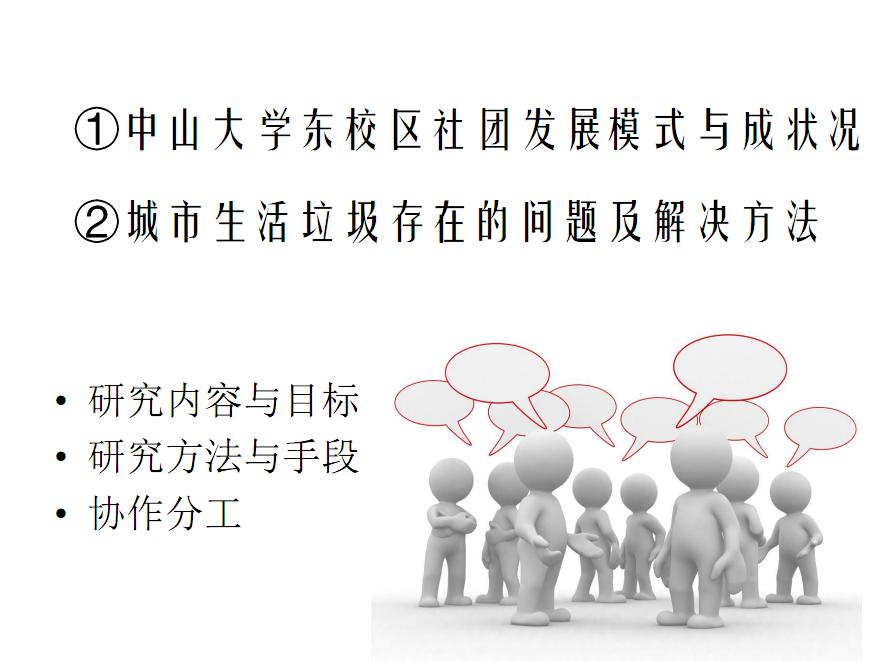 ①中山大学东校区社团发展模式与成状况
②城市生活垃圾存在的问题及解决方法
• 研究内容与目标
• 研究方法与手段
• 协作分工